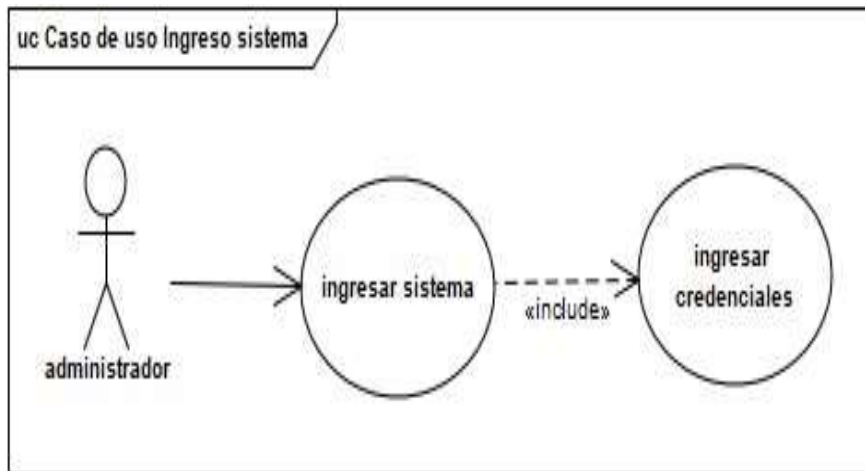 uc Caso de uso Ingreso sistema
administrador
ingresar sistema
«include»
ingresar
credenciales